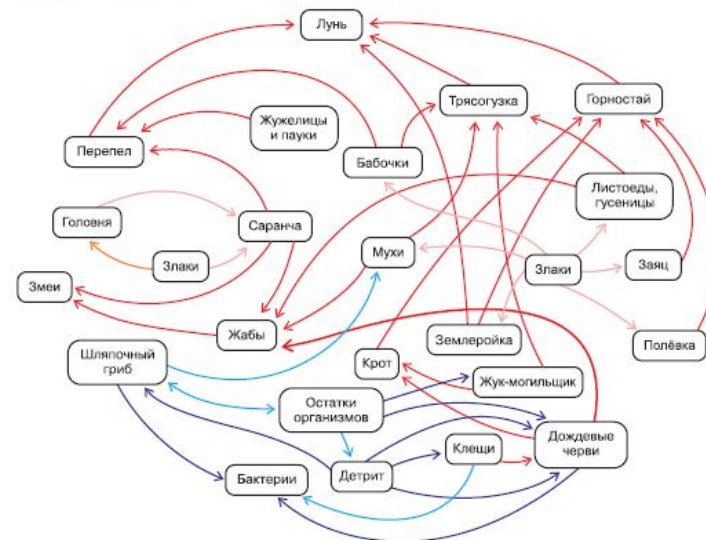 Лунь
Трясогузка
Горностай
Жужелицы
и пауки
Перепел
Бабочки
Листоеды,
гусеницы
Головня
Саранча
Мухи
Злаки
Злаки
Заяц
Змеи
Жабы
Землеройка
Полёвка
Шляпочный
гриб
Крот
Жук-могильщик
Остатки
организмов
Дождевые
черви
Клещи
Бактерии
Детрит